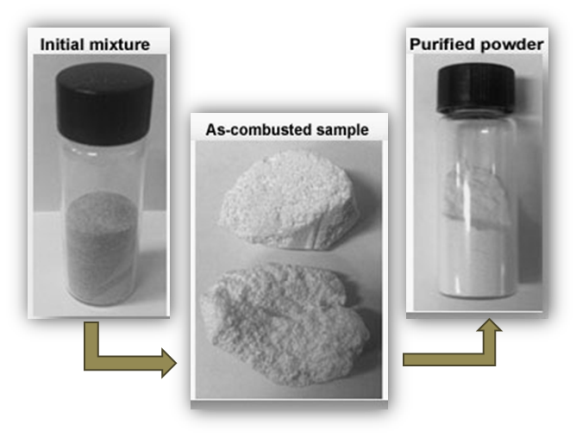 Initial mixture
As-combusted sample
Purified powder